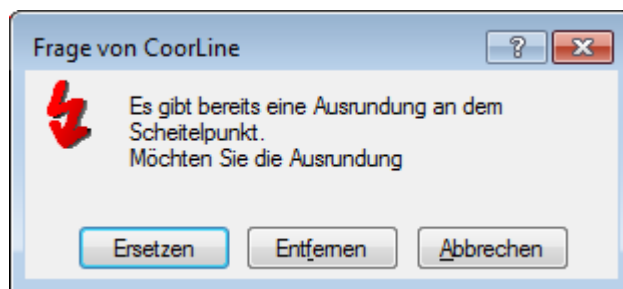 Frage von CoorLine
Es gibt bereits eine Ausrundung an dem
Scheitelpunkt.
Möchten Sie die Ausrundung
Ersetzen Entfernen Abbrechen